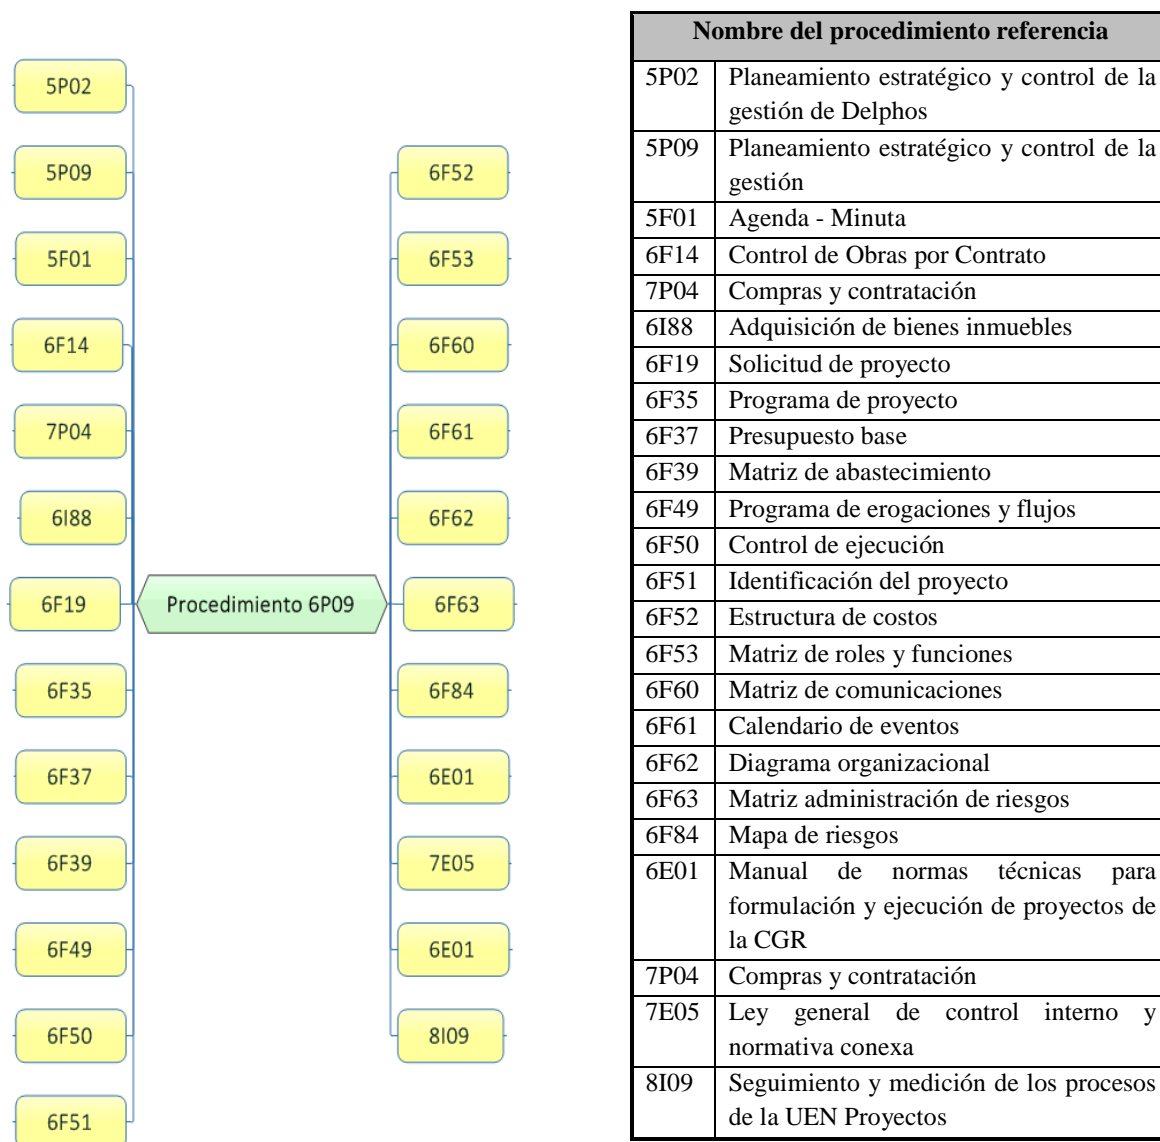 5P02
5P09
5F01
6F14
7P04
6I88
6F19
6F35
6F37
6F39
6F49
6F50
6F51
Procedimiento 6P09
6F52
6F53
6F60
6F61
6F62
6F63
6F84
6E01
7E05
6E01
8I09
Nombre del procedimiento referencia
5P02 Planeamiento estratégico y control de la
gestión de Delphos
5P09 Planeamiento estratégico y control de la
gestión
5F01 Agenda - Minuta
6F14 Control de Obras por Contrato
7P04 Compras y contratación
6I88 Adquisición de bienes inmuebles
6F19 Solicitud de proyecto
6F35 Programa de proyecto
6F37 Presupuesto base
6F39 Matriz de abastecimiento
6F49 Programa de erogaciones y flujos
6F50 Control de ejecución
6F51 Identificación del proyecto
6F52 Estructura de costos
6F53 Matriz de roles y funciones
6F60 Matriz de comunicaciones
6F61 Calendario de eventos
6F62 Diagrama organizacional
6F63 Matriz administración de riesgos
6F84 Mapa de riesgos
6E01 Manual de normas técnicas para
formulación y ejecución de proyectos de
la CGR
7P04 Compras y contratación
7E05 Ley general de control interno y
normativa conexa
8I09 Seguimiento y medición de los procesos
de la UEN Proyectos